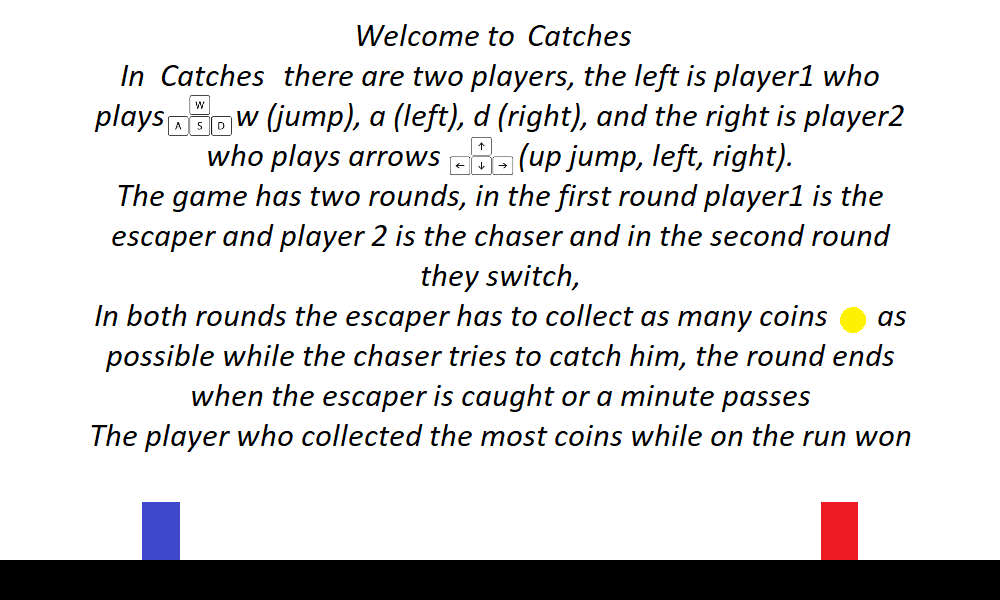 Welcome to Catches
In Catches there are two players, the left is player1 who
W
plays A S D w (jump), a (left), d (right), and the right is player2
↑
who plays arrows ← ↓ → (up jump, left, right).
The game has two rounds, in the first round player1 is the
escaper and player 2 is the chaser and in the second round
they switch,
In both rounds the escaper has to collect as many coins as
possible while the chaser tries to catch him, the round ends
when the escaper is caught or a minute passes
The player who collected the most coins while on the run won